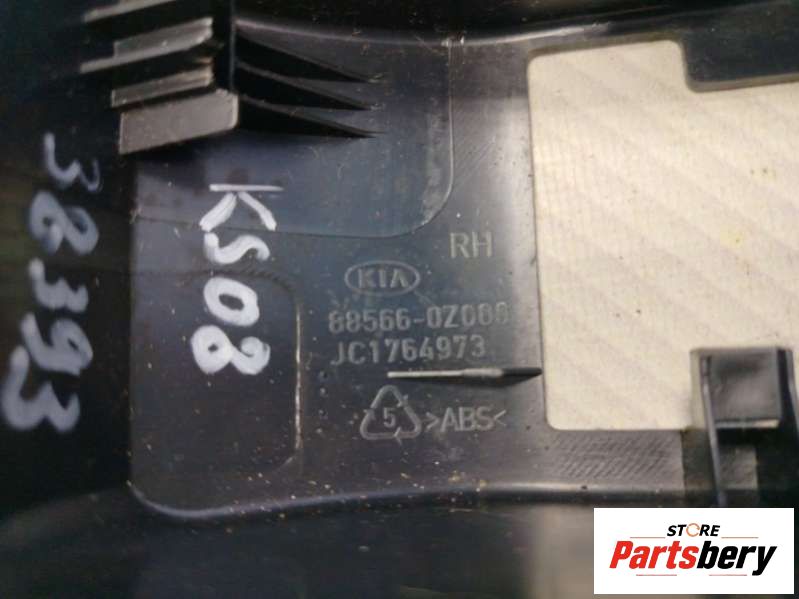 38393
KS08
RH
KIA
88566-0Z000
JC1764973
5 >ABS<
STORE
Partsbery